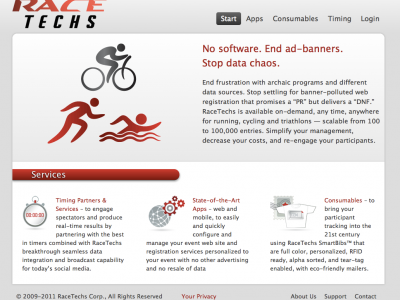 RACE
TECHS
Start Apps Consumables Timing Login
No software. End ad-banners.
Stop data chaos.
End frustration with archaic programs and different
data sources. Stop settling for banner-polluted web
registration that promises a “PR” but delivers a “DNF.”
RaceTechs is available on-demand, any time, anywhere
for running, cycling and triathlons — scalable from 100
to 100,000 entries. Simplify your management,
decrease your costs, and re-engage your participants.
Services
Timing Partners &
Services – to engage
spectators and produce
real-time results by
partnering with the best
in timers combined with RaceTechs
breakthrough seamless data
integration and broadcast capability
for today's social media.
State-of-the-Art
Apps – web and
mobile, to easily
and quickly
configure and
manage your event web site and
registration services personalized to
your event with no other advertising
and no resale of data
Consumables – to
bring your
participant
tracking into the
21st century
using RaceTechs SmartBibs™ that
are full color, personalized, RFID
ready, alpha sorted, and tear-tag
enabled, with eco-friendly mailers.
© 2009-2011 RaceTechs Corp., All Rights Reserved Your Privacy About Us Support Contact